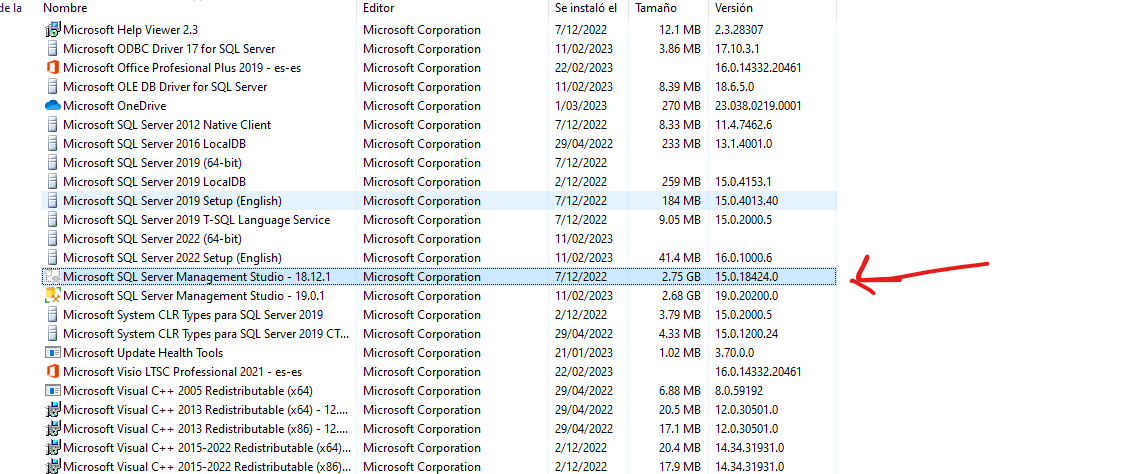 de la Nombre Editor Se instaló el Tamaño Versión
Microsoft Help Viewer 2.3 Microsoft Corporation 7/12/2022 12.1 MB 2.3.28307
Microsoft ODBC Driver 17 for SQL Server Microsoft Corporation 11/02/2023 3.86 MB 17.10.3.1
Microsoft Office Profesional Plus 2019 - es-es Microsoft Corporation 22/02/2023 16.0.14332.20461
Microsoft OLE DB Driver for SQL Server Microsoft Corporation 11/02/2023 8.39 MB 18.6.5.0
Microsoft OneDrive Microsoft Corporation 1/03/2023 270 MB 23.038.0219.0001
Microsoft SQL Server 2012 Native Client Microsoft Corporation 7/12/2022 8.33 MB 11.4.7462.6
Microsoft SQL Server 2016 LocalDB Microsoft Corporation 29/04/2022 233 MB 13.1.4001.0
Microsoft SQL Server 2019 (64-bit) Microsoft Corporation 7/12/2022
Microsoft SQL Server 2019 LocalDB Microsoft Corporation 2/12/2022 259 MB 15.0.4153.1
Microsoft SQL Server 2019 Setup (English) Microsoft Corporation 7/12/2022 184 MB 15.0.4013.40
Microsoft SQL Server 2019 T-SQL Language Service Microsoft Corporation 7/12/2022 9.05 MB 15.0.2000.5
Microsoft SQL Server 2022 (64-bit) Microsoft Corporation 11/02/2023
Microsoft SQL Server 2022 Setup (English) Microsoft Corporation 11/02/2023 41.4 MB 16.0.1000.6
Microsoft SQL Server Management Studio - 18.12.1 Microsoft Corporation 7/12/2022 2.75 GB 15.0.18424.0
Microsoft SQL Server Management Studio - 19.0.1 Microsoft Corporation 11/02/2023 2.68 GB 19.0.20200.0
Microsoft System CLR Types para SQL Server 2019 Microsoft Corporation 2/12/2022 3.79 MB 15.0.2000.5
Microsoft System CLR Types para SQL Server 2019 CT... Microsoft Corporation 29/04/2022 4.33 MB 15.0.1200.24
Microsoft Update Health Tools Microsoft Corporation 21/01/2023 1.02 MB 3.70.0.0
Microsoft Visio LTSC Professional 2021 - es-es Microsoft Corporation 22/02/2023 16.0.14332.20461
Microsoft Visual C++ 2005 Redistributable (x64) Microsoft Corporation 29/04/2022 6.88 MB 8.0.59192
Microsoft Visual C++ 2013 Redistributable (x64) - 12.... Microsoft Corporation 29/04/2022 20.5 MB 12.0.30501.0
Microsoft Visual C++ 2013 Redistributable (x86) - 12.... Microsoft Corporation 29/04/2022 17.1 MB 12.0.30501.0
Microsoft Visual C++ 2015-2022 Redistributable (x64)... Microsoft Corporation 2/12/2022 20.4 MB 14.34.31931.0
Microsoft Visual C++ 2015-2022 Redistributable (x86)... Microsoft Corporation 2/12/2022 17.9 MB 14.34.31931.0